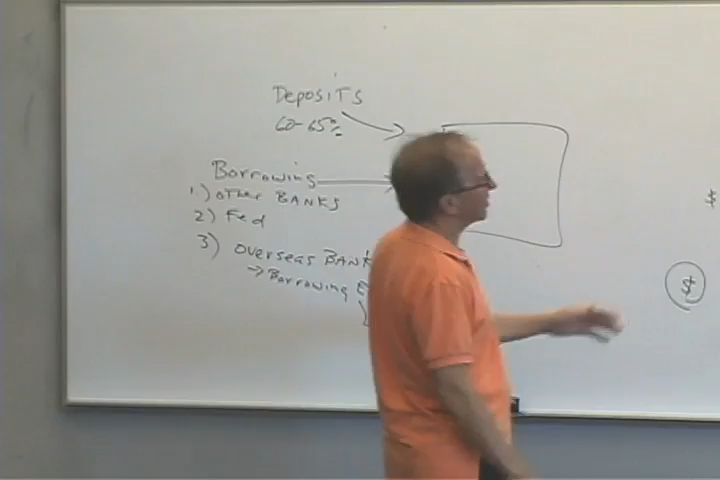 Deposits
60-65%
Borrowing
1.) other BANKS
2) Fed
3) overseas BANK
→ Borrowing E
$
$